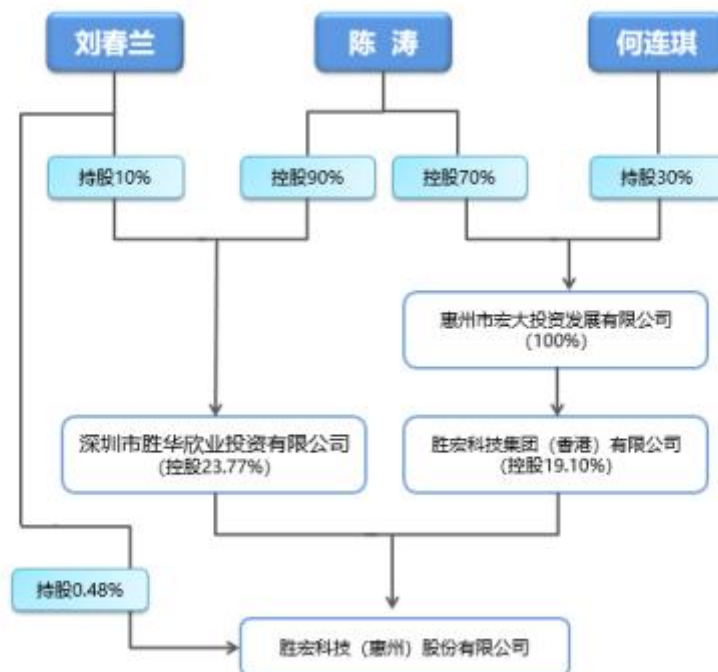 刘春兰
陈 涛
何连琪
持股10%
控股90%
控股70%
持股30%
惠州市宏大投资发展有限公司
(100%)
深圳市胜华欣业投资有限公司
(控股23.77%)
胜宏科技集团（香港）有限公司
(控股19.10%)
持股0.48%
胜宏科技（惠州）股份有限公司